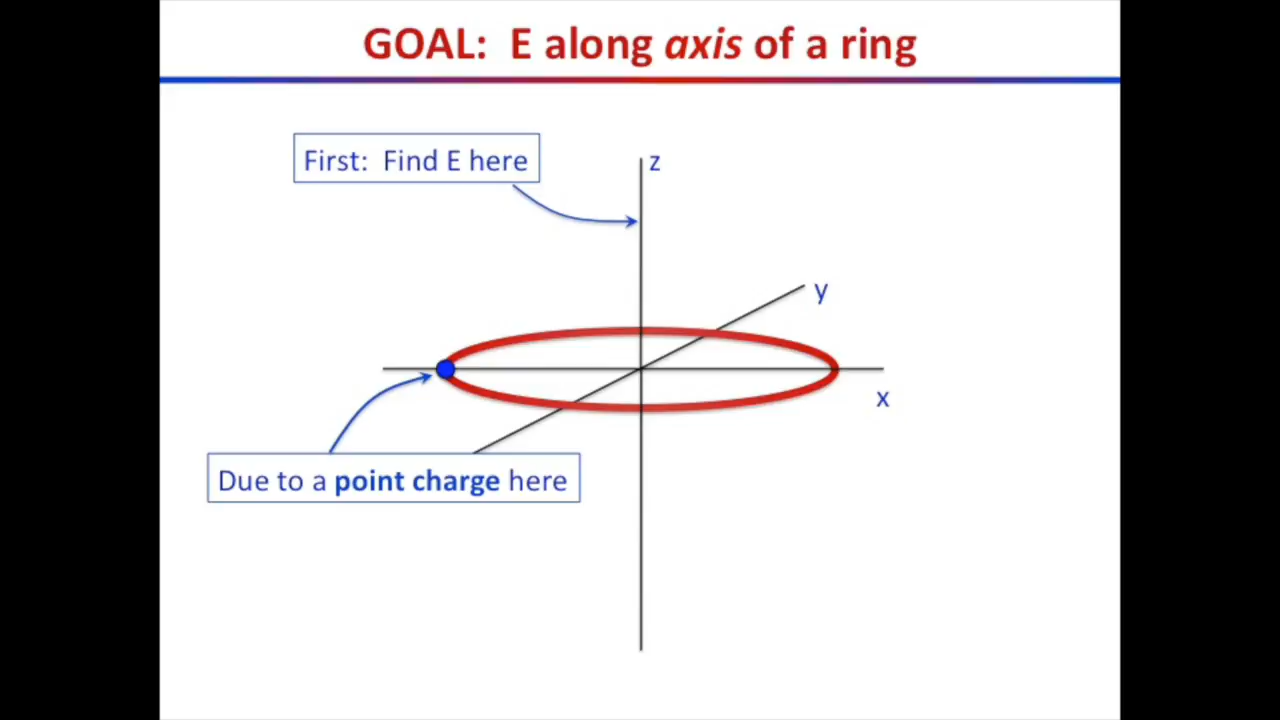 GOAL: E along axis of a ring
First: Find E here
z
y
x
Due to a point charge here